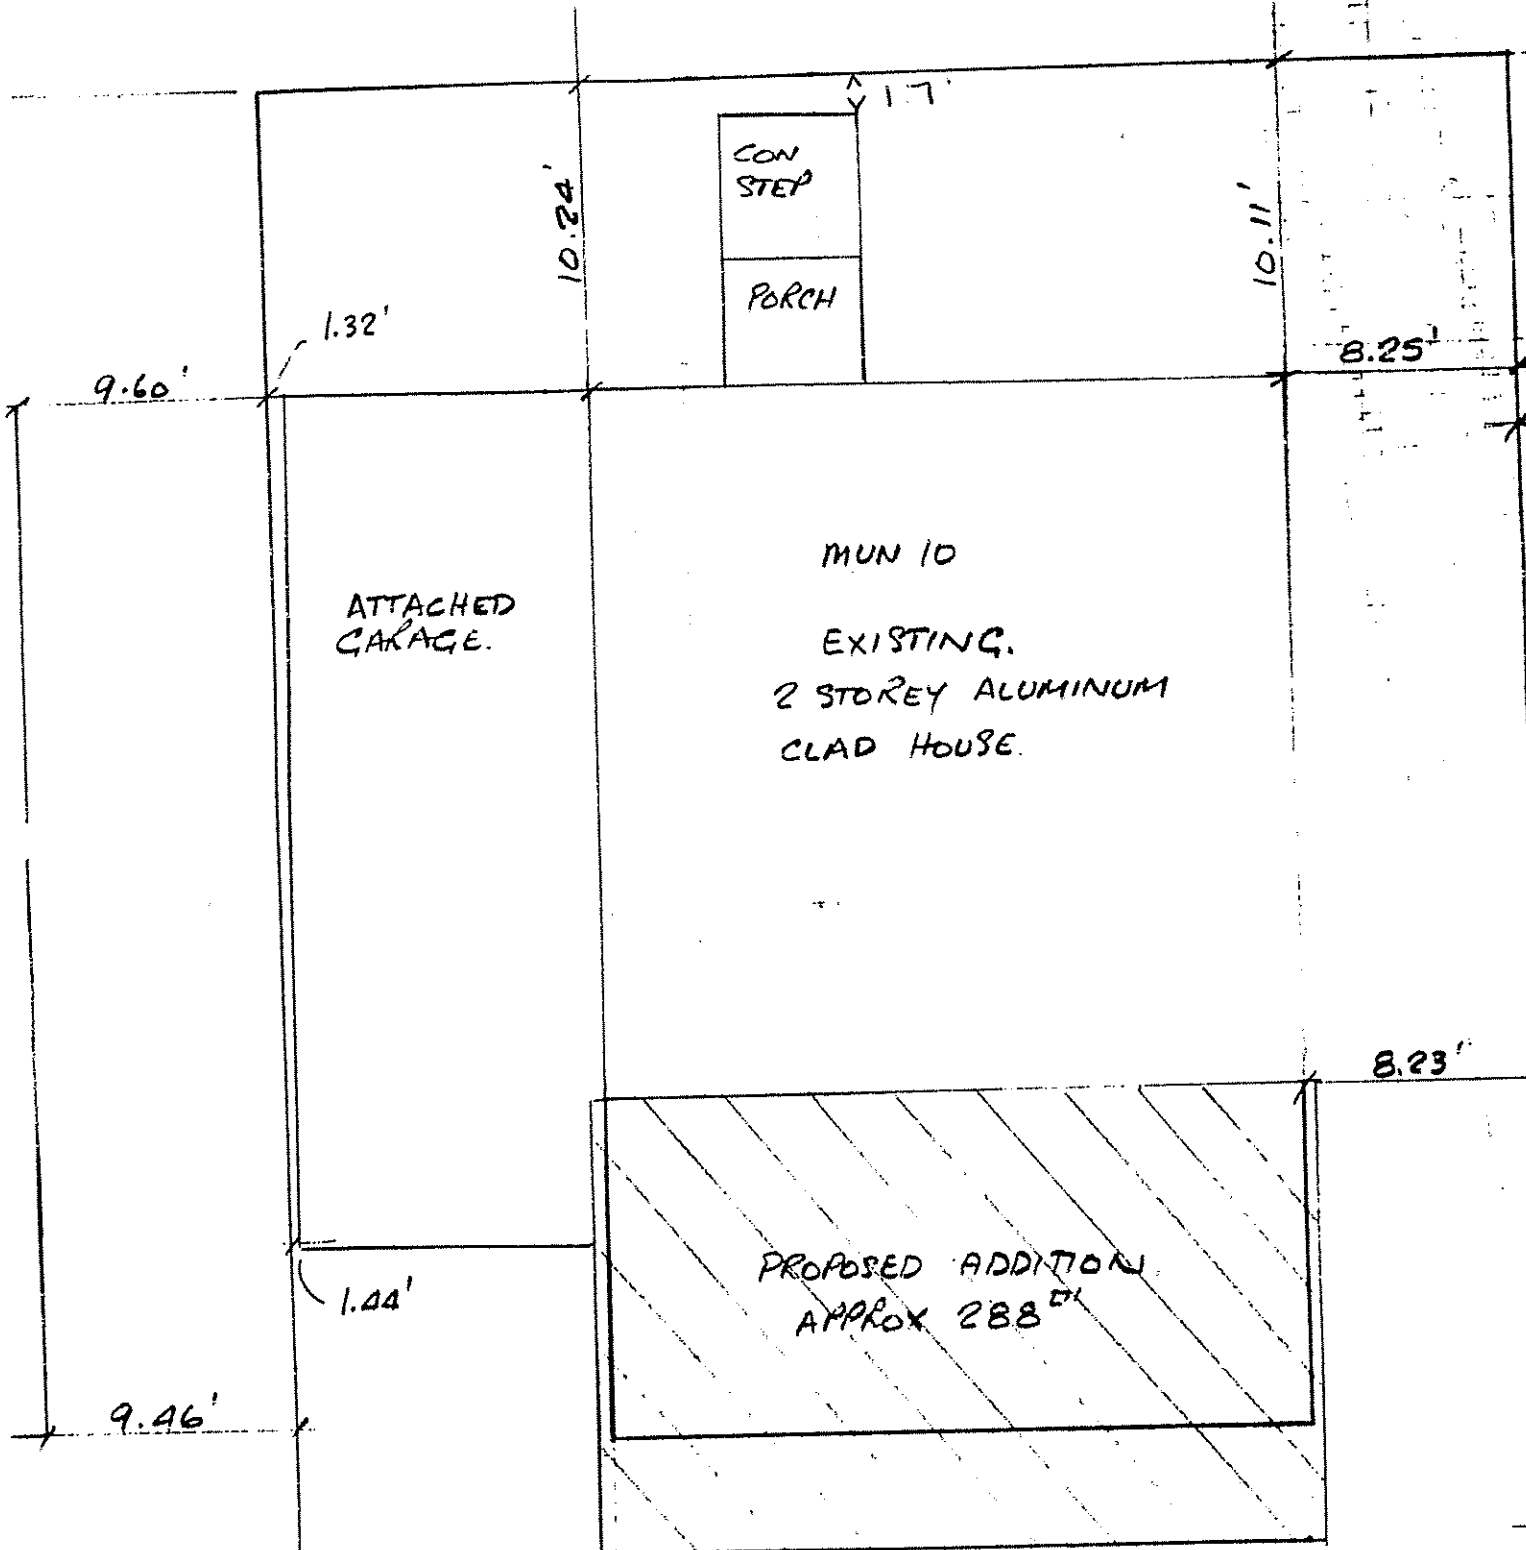 1.7'
CON
STEP
10.24'
10.11'
PORCH
1.32'
9.60'
8.25'
MUN 10
ATTACHED
GARAGE.
EXISTING.
2 STOREY ALUMINUM
CLAD HOUSE.
8.23'
PROPOSED ADDITION
APPROX 288
1.44'
9.46'